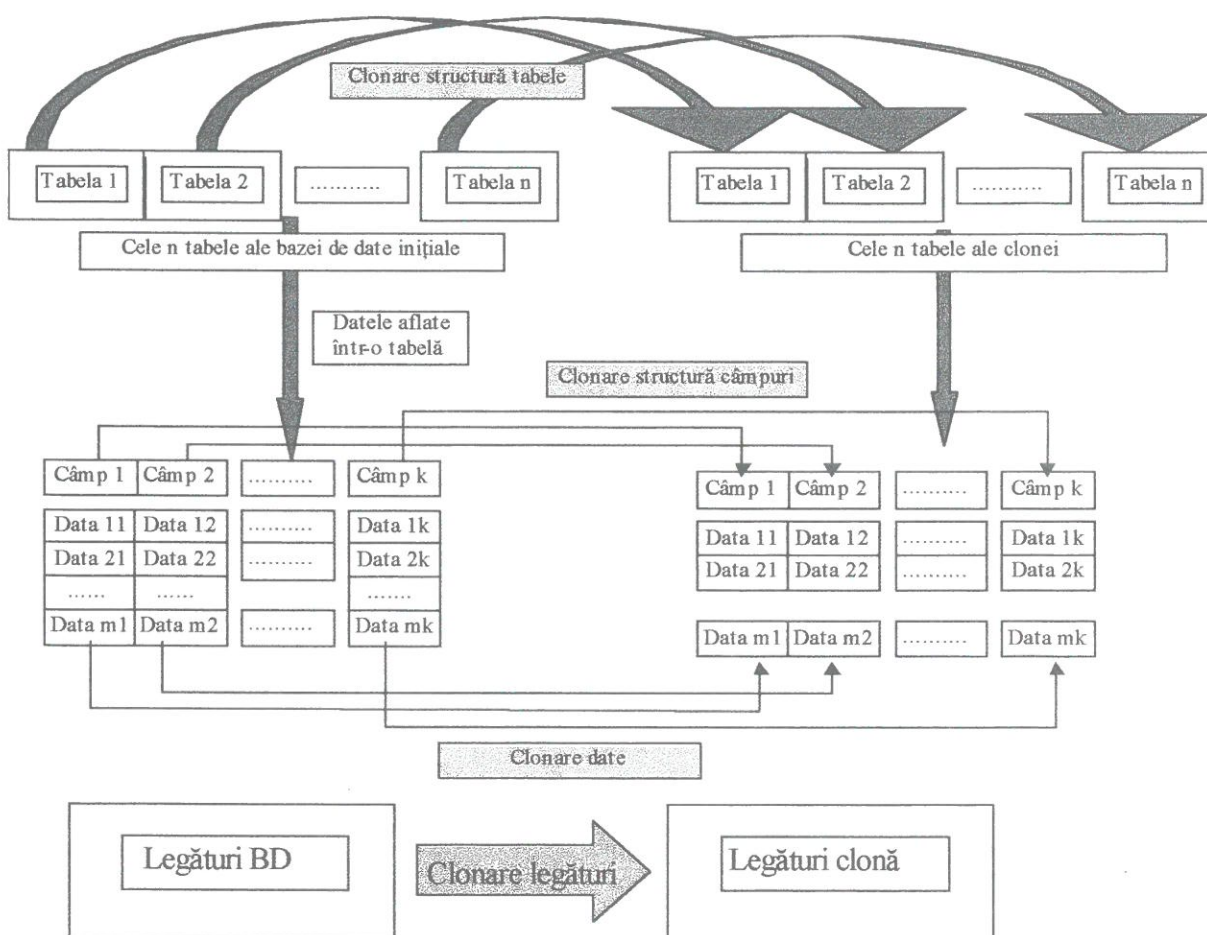 Clonare structură tabele
Tabela 1 Tabela 2 ........... Tabela n Tabela 1 Tabela 2 ........... Tabela n
Cele n tabele ale bazei de date inițiale Cele n tabele ale clonei
Datele aflate
într-o tabelă
Clonare structură câmpuri
Câmp 1 Câmp 2 .......... Câmp k Câmp 1 Câmp 2 .......... Câmp k
Data 11 Data 12 .......... Data 1k Data 11 Data 12 .......... Data 1k
Data 21 Data 22 .......... Data 2k Data 21 Data 22 .......... Data 2k
...... ...... .......
Data m1 Data m2 .......... Data mk Data m1 Data m2 .......... Data mk
Clonare date
Legături BD Clonare legături Legături clonă